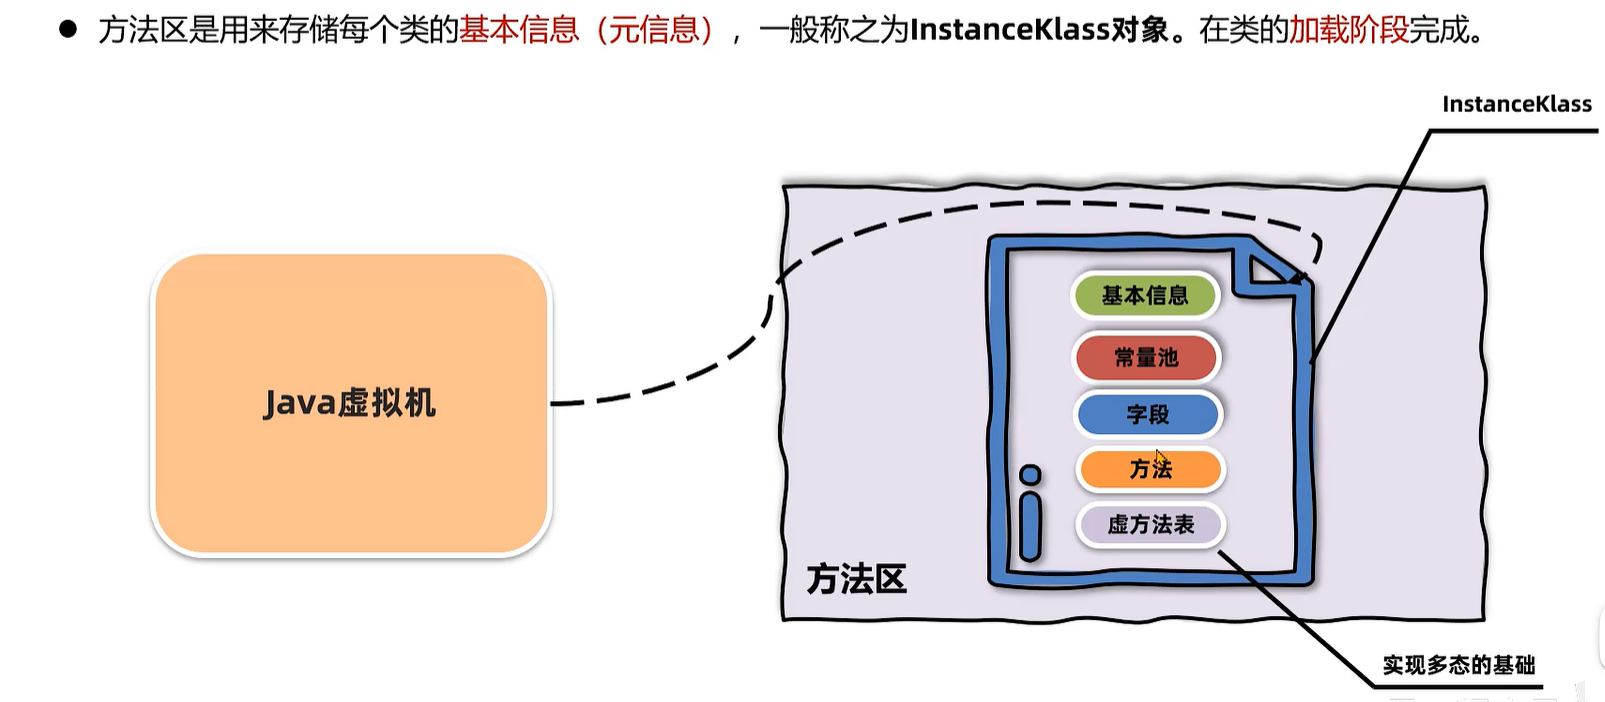 ● 方法区是用来存储每个类的基本信息（元信息），一般称之为InstanceKlass对象。在类的加载阶段完成。
InstanceKlass
基本信息
常量池
Java虚拟机
字段
方法
虚方法表
方法区
实现多态的基础